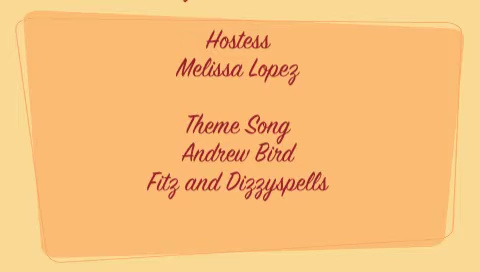 Hostess
Melissa Lopez
Theme Song
Andrew Bird
Fitz and Dizzyspells